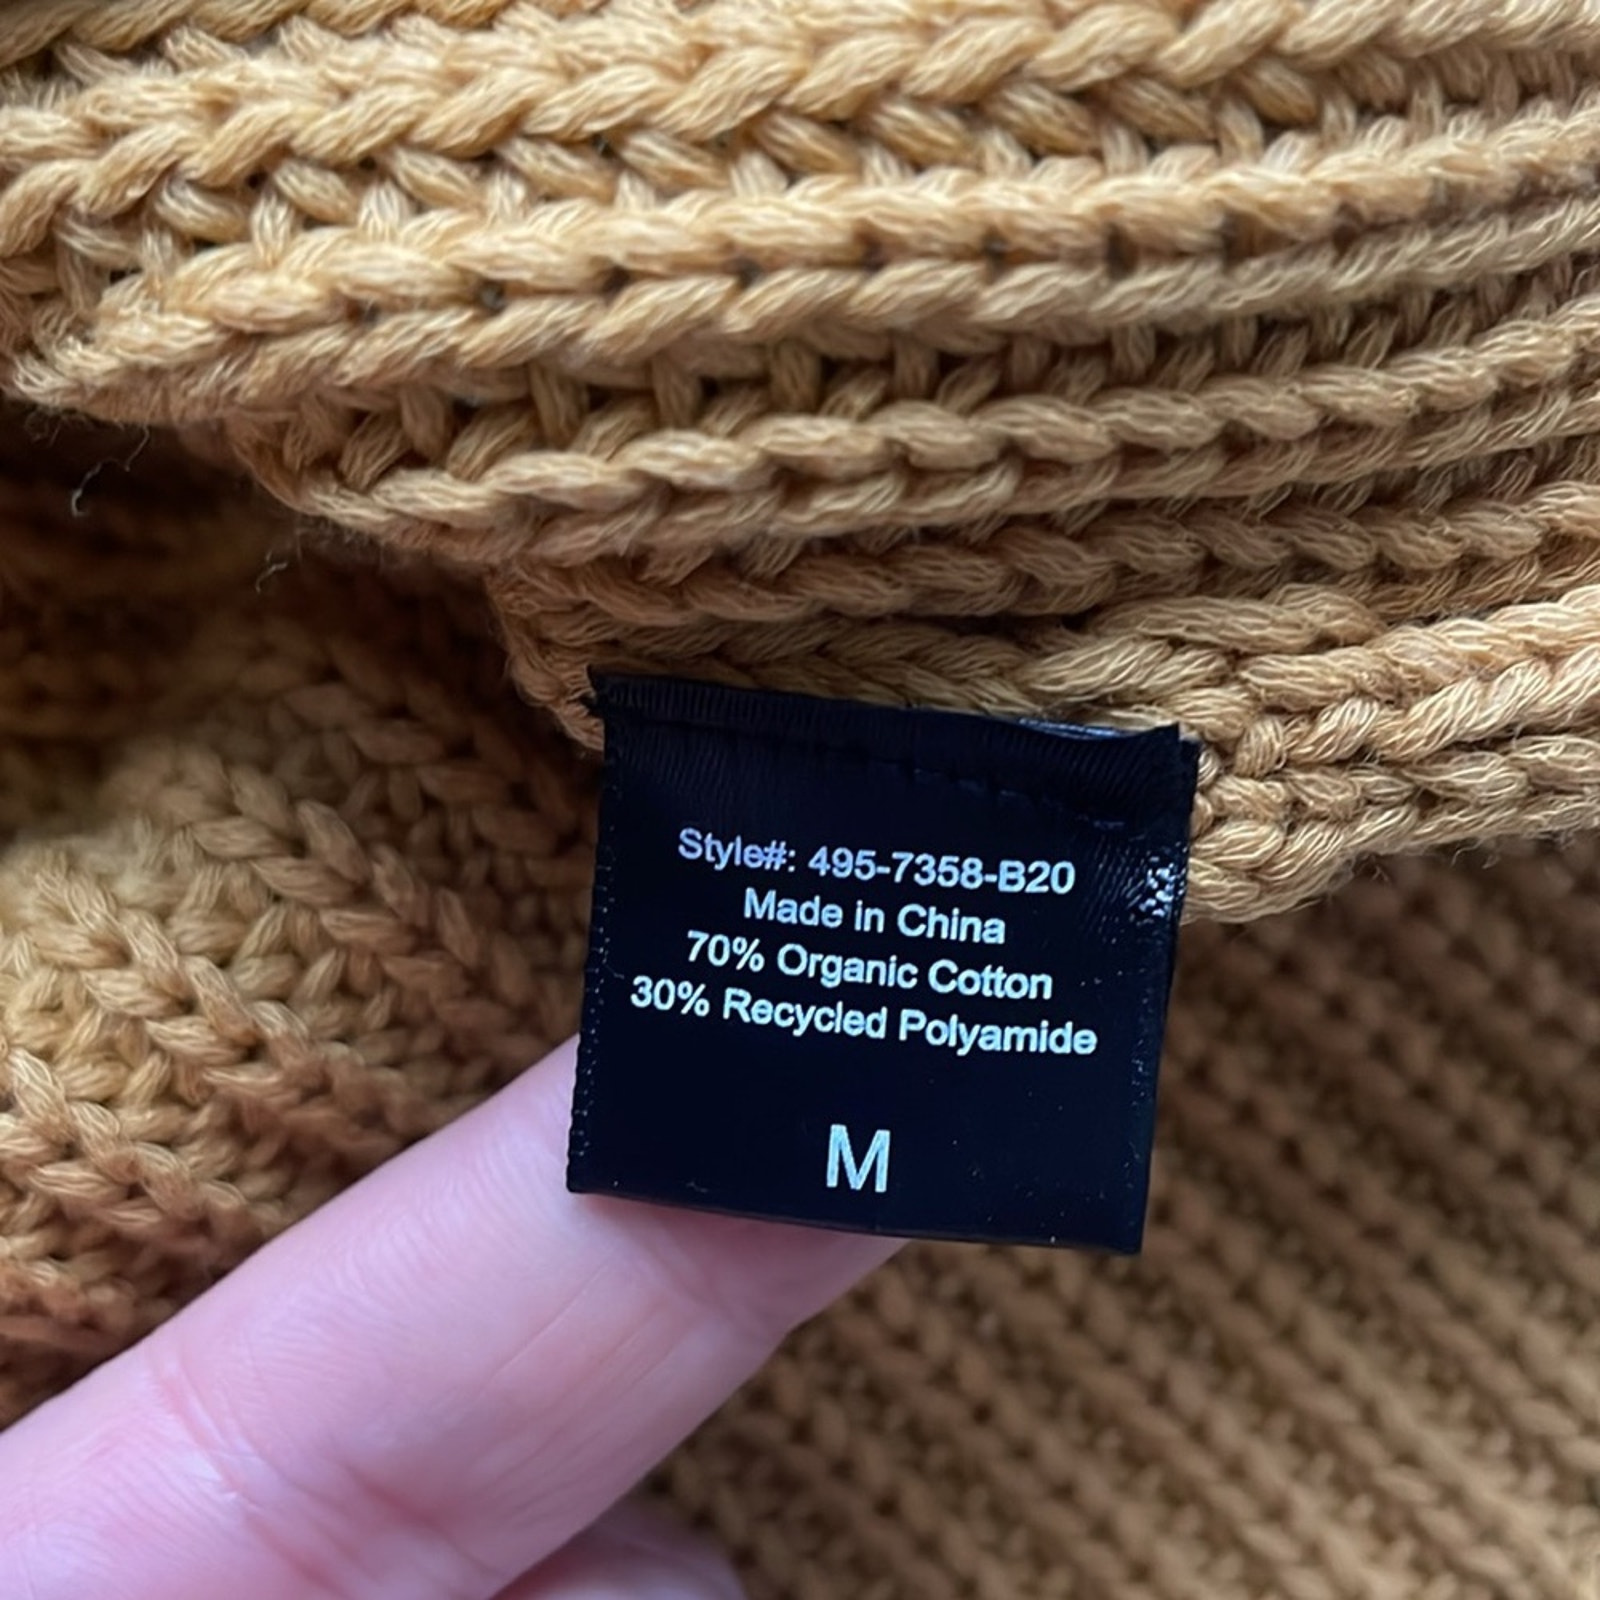 Style#: 495-7358-B20
Made in China
70% Organic Cotton
30% Recycled Polyamide
M